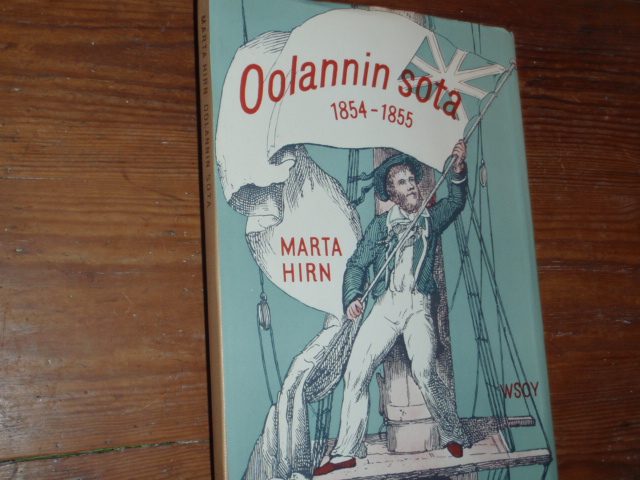 Oolannin sota
1854-1855
MARTA
HIRN
WSOY
MARTA HIRN OOLANNIN SOTA